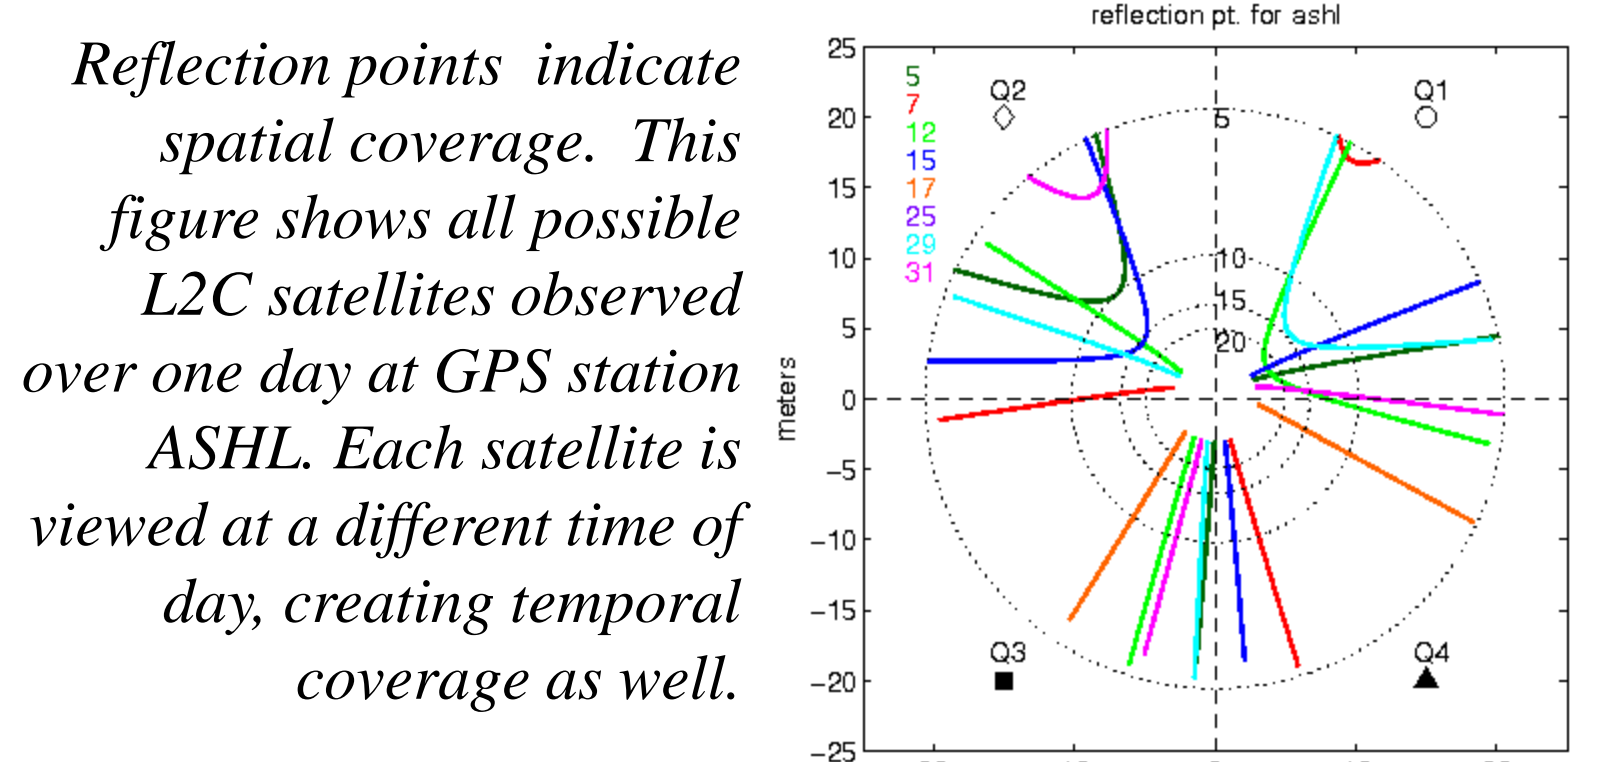 Reflection points indicate
spatial coverage. This
figure shows all possible
L2C satellites observed
over one day at GPS station
ASHL. Each satellite is
viewed at a different time of
day, creating temporal
coverage as well.
reflection pt. for ashl
meters
25
20
15
10
5
0
−5
−10
−15
−20
−25
5
7
12
15
17
25
29
31
Q2
Q1
5
10
15
20
Q3
Q4